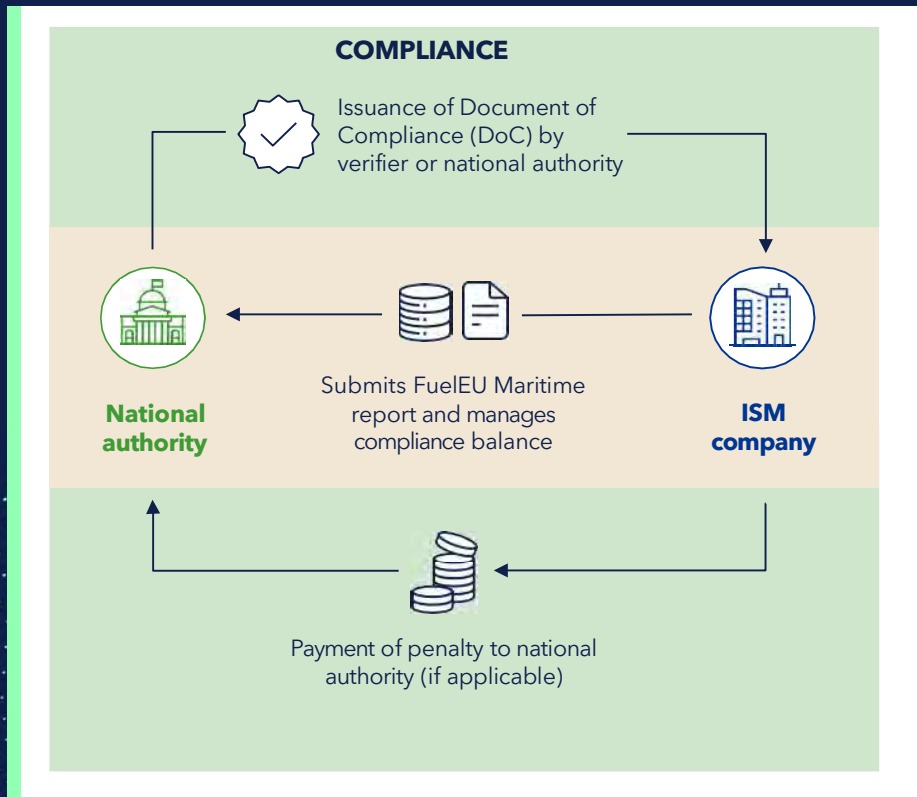 COMPLIANCE
Issuance of Document of
Compliance (DoC) by
verifier or national authority
Submits FuelEU Maritime
report and manages
compliance balance
National
authority
ISM
company
Payment of penalty to national
authority (if applicable)